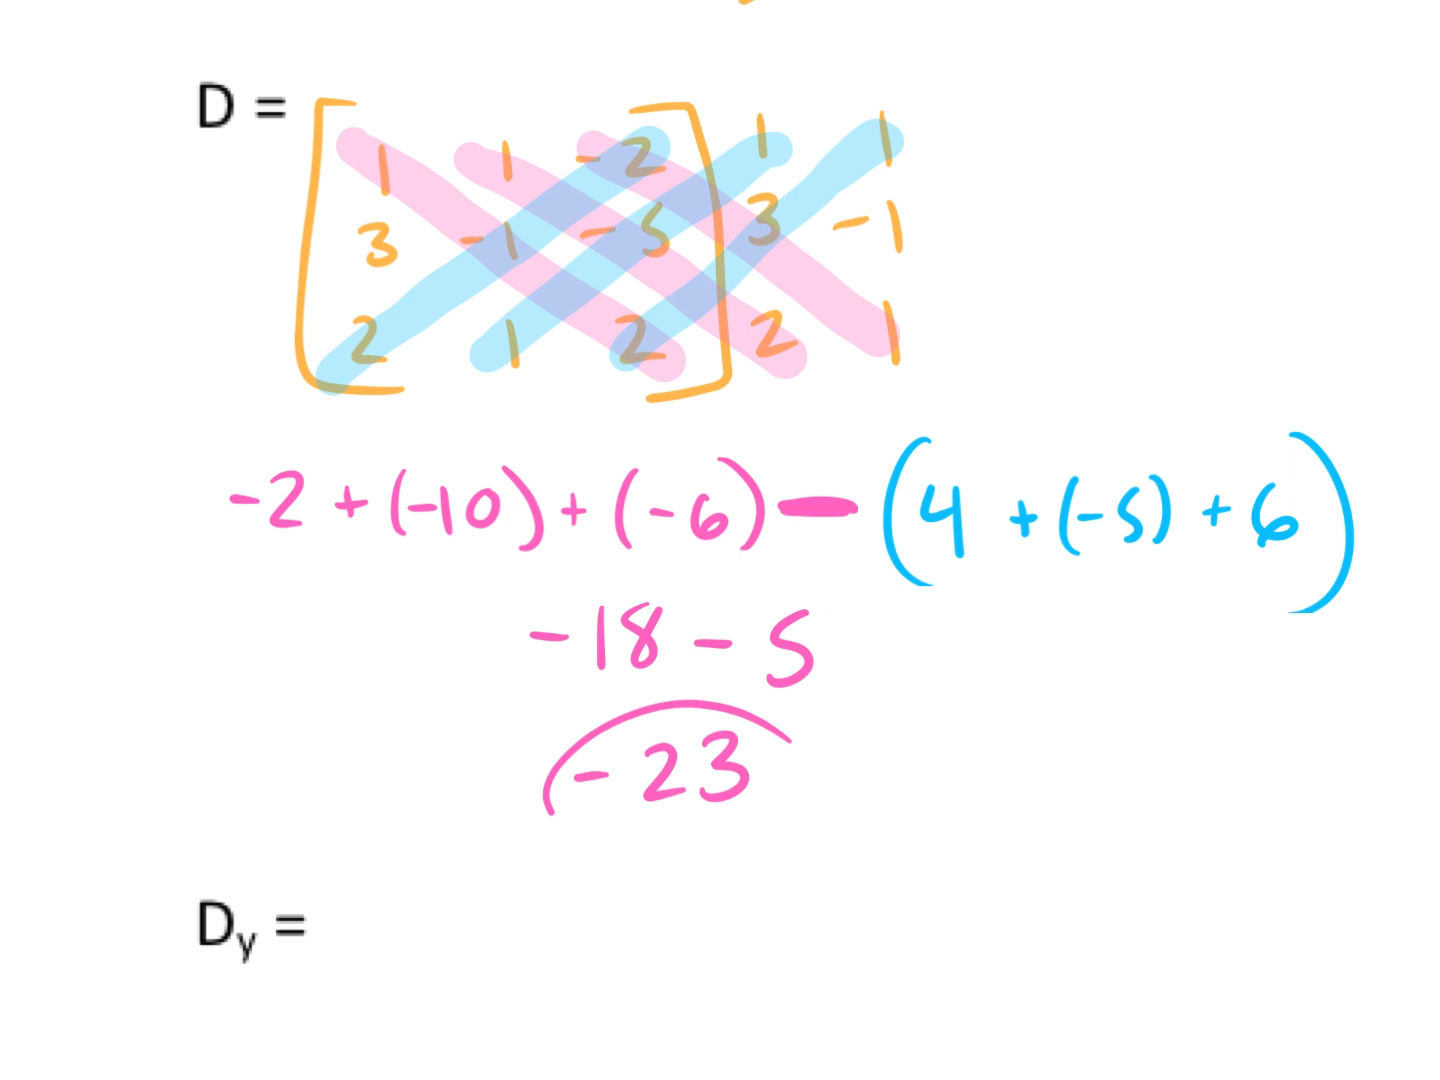 D =
1 1 -2 1 1
3 -1 -5 3 -1
2 1 2 2 1
-2 + (-10) + (-6) - (4 + (-5) + 6)
-18 - 5
-23
Dy =